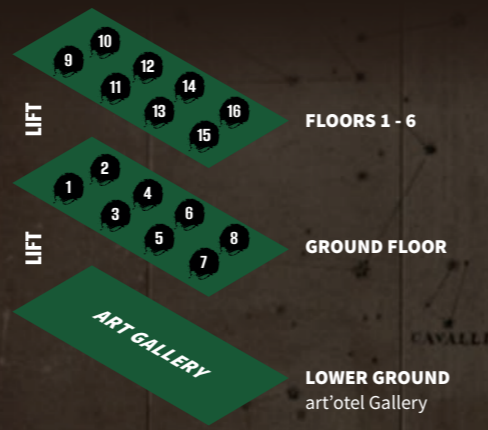 10
9
12
11
14
13
16
15
LIFT
FLOORS 1 - 6
2
1
4
3
6
5
8
7
LIFT
GROUND FLOOR
ART GALLERY
LOWER GROUND
art'otel Gallery
CAVALL